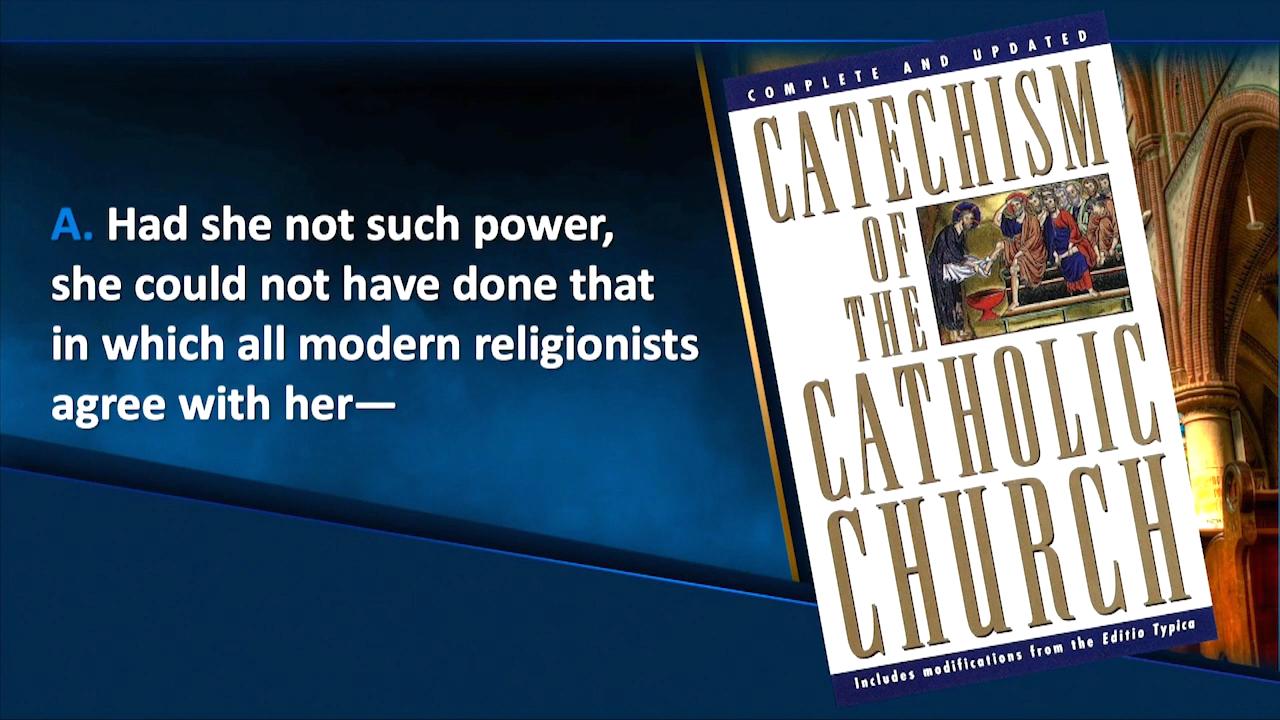 A. Had she not such power,
she could not have done that
in which all modern religionists
agree with her—
COMPLETE AND UPDATED
CATECHISM
OF
THE
CATHOLIC
CHURCH
Includes modifications from the Editio Typica